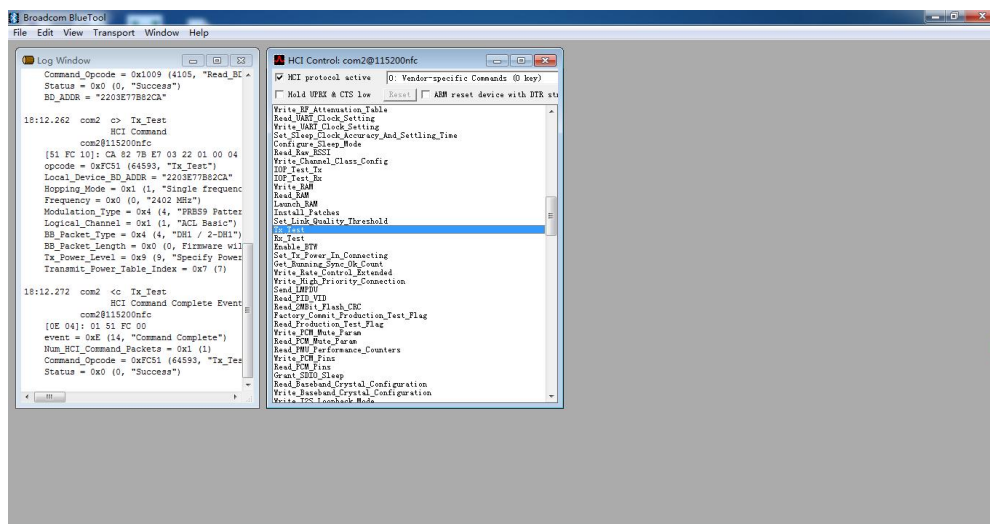 Broadcom BlueTool
File Edit View Transport Window Help
Log Window
Command_Opcode = 0x1009 (4105, "Read_BD
Status = 0x0 (0, "Success")
BD_ADDR = "2203E77B82CA"
18:12.262 com2 c> Tx_Test
HCI Command
com2@115200nfc
[51 FC 10]: CA 82 7B E7 03 22 01 00 04
opcode = 0xFC51 (64593, "Tx_Test")
Local_Device_BD_ADDR = "2203E77B82CA"
Hopping_Mode = 0x1 (1, "Single frequenc
Frequency = 0x0 (0, "2402 MHz")
Modulation_Type = 0x4 (4, "PRBS9 Patter
Logical_Channel = 0x1 (1, "ACL Basic")
BB_Packet_Type = 0x4 (4, "DH1 / 2-DH1")
BB_Packet_Length = 0x0 (0, Firmware wil
Tx_Power_Level = 0x9 (9, "Specify Power
Transmit_Power_Table_Index = 0x7 (7)
18:12.272 com2 <c Tx_Test
HCI Command Complete Event
com2@115200nfc
[0E 04]: 01 51 FC 00
event = 0xE (14, "Command Complete")
Num_HCI_Command_Packets = 0x1 (1)
Command_Opcode = 0xFC51 (64593, "Tx_Tes
Status = 0x0 (0, "Success")
HCI Control: com2@115200nfc
HCI protocol active 0: Vendor-specific Commands (0 key)
Hold UPRX & CTS low Reset ARM reset device with DTR str
Write_RF_Attenuation_Table
Read_UART_Clock_Setting
Write_UART_Clock_Setting
Set_Sleep_Clock_Accuracy_And_Settling_Time
Configure_Sleep_Mode
Read_Raw_RSSI
Write_Channel_Class_Config
IOP_Test_Tx
IOP_Test_Rx
Write_RAM
Read_RAM
Launch_RAM
Install_Patches
Set_Link_Quality_Threshold
Tx_Test
Rx_Test
Enable_BTW
Set_Tx_Power_In_Connecting
Get_Running_Sync_Ok_Count
Write_Rate_Control_Extended
Write_High_Priority_Connection
Send_LMPDU
Read_PID_VID
Read_2MBit_Flash_CRC
Factory_Commit_Production_Test_Flag
Read_Production_Test_Flag
Write_PCM_Mute_Param
Read_PCM_Mute_Param
Read_PMU_Performance_Counters
Write_PCM_Pins
Read_PCM_Pins
Grant_SDIO_Sleep
Read_Baseband_Crystal_Configuration
Write_Baseband_Crystal_Configuration
Write_I2S_Loopback_Mode